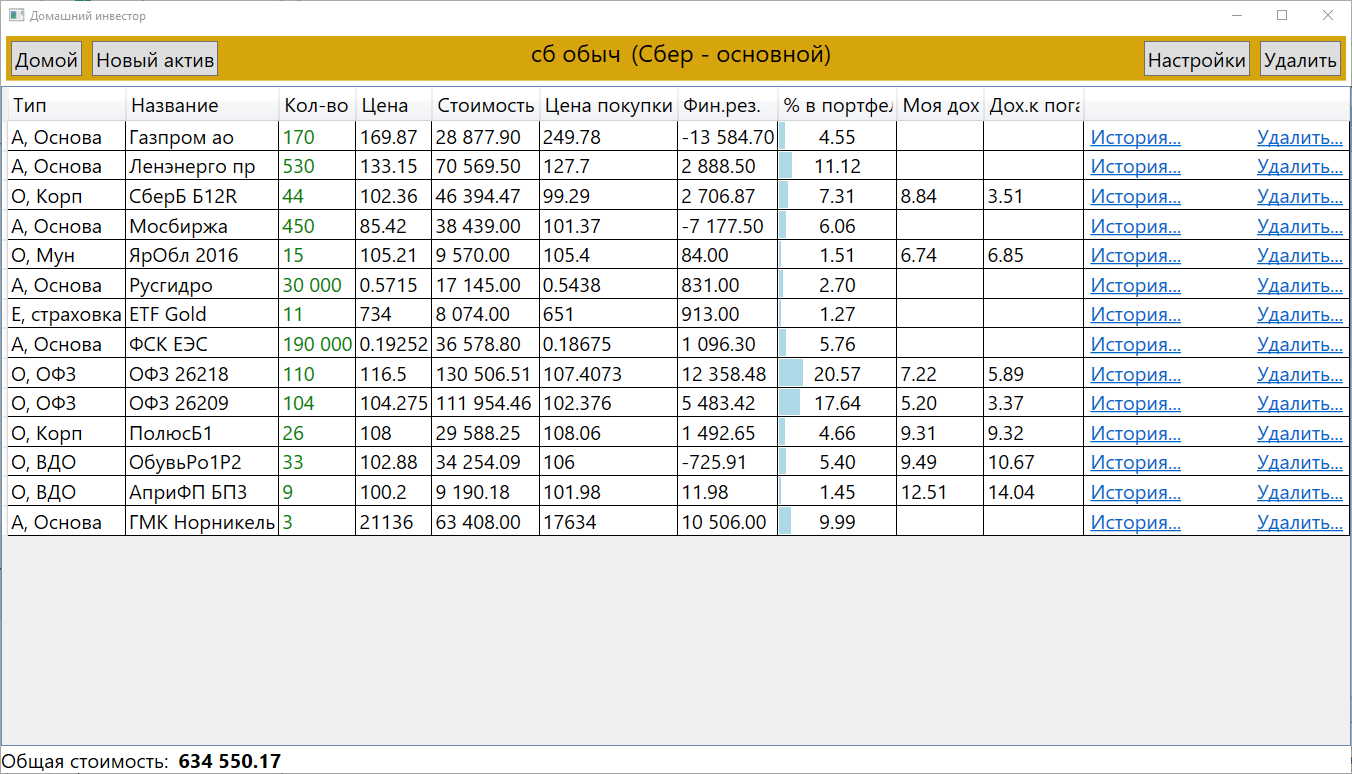 Домашний инвестор
Домой Новый актив сб обыч (Сбер - основной) Настройки Удалить
Тип Название Кол-во Цена Стоимость Цена покупки Фин.рез. % в портфел Моя дох Дох.к пога
А, Основа Газпром ао 170 169.87 28 877.90 249.78 -13 584.70 4.55 История... Удалить...
А, Основа Ленэнерго пр 530 133.15 70 569.50 127.7 2 888.50 11.12 История... Удалить...
О, Корп СберБ Б12R 44 102.36 46 394.47 99.29 2 706.87 7.31 8.84 3.51 История... Удалить...
А, Основа Мосбиржа 450 85.42 38 439.00 101.37 -7 177.50 6.06 История... Удалить...
О, Мун ЯрОбл 2016 15 105.21 9 570.00 105.4 84.00 1.51 6.74 6.85 История... Удалить...
А, Основа Русгидро 30 000 0.5715 17 145.00 0.5438 831.00 2.70 История... Удалить...
Е, страховка ETF Gold 11 734 8 074.00 651 913.00 1.27 История... Удалить...
А, Основа ФСК ЕЭС 190 000 0.19252 36 578.80 0.18675 1 096.30 5.76 История... Удалить...
О, ОФЗ ОФЗ 26218 110 116.5 130 506.51 107.4073 12 358.48 20.57 7.22 5.89 История... Удалить...
О, ОФЗ ОФЗ 26209 104 104.275 111 954.46 102.376 5 483.42 17.64 5.20 3.37 История... Удалить...
О, Корп ПолюсБ1 26 108 29 588.25 108.06 1 492.65 4.66 9.31 9.32 История... Удалить...
О, ВДО ОбувьРо1Р2 33 102.88 34 254.09 106 -725.91 5.40 9.49 10.67 История... Удалить...
О, ВДО АприФП БП3 9 100.2 9 190.18 101.98 11.98 1.45 12.51 14.04 История... Удалить...
А, Основа ГМК Норникель 3 21136 63 408.00 17634 10 506.00 9.99 История... Удалить...
Общая стоимость: 634 550.17